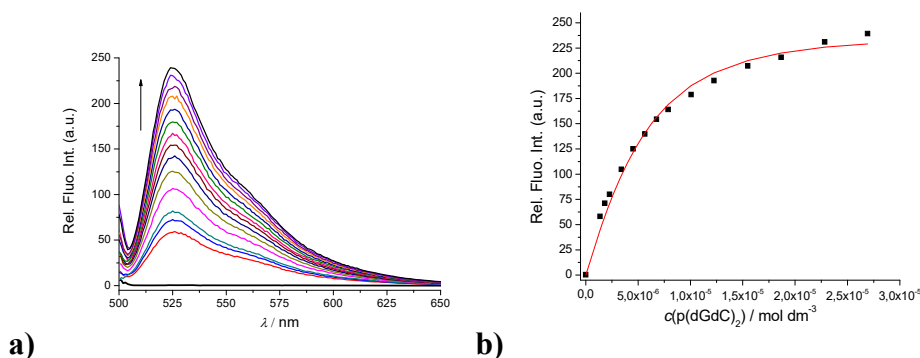 250
200
150
100
50
0
Rel. Fluo. Int. (a.u.)
500 525 550 575 600 625 650
λ / nm
a)
250
225
200
175
150
125
100
75
50
25
0
Rel. Fluo. Int. (a.u.)
0,0 5,0x10⁻⁶ 1,0x10⁻⁵ 1,5x10⁻⁵ 2,0x10⁻⁵ 2,5x10⁻⁵ 3,0x10⁻⁵
c(p(dGdC)₂) / mol dm⁻³
b)